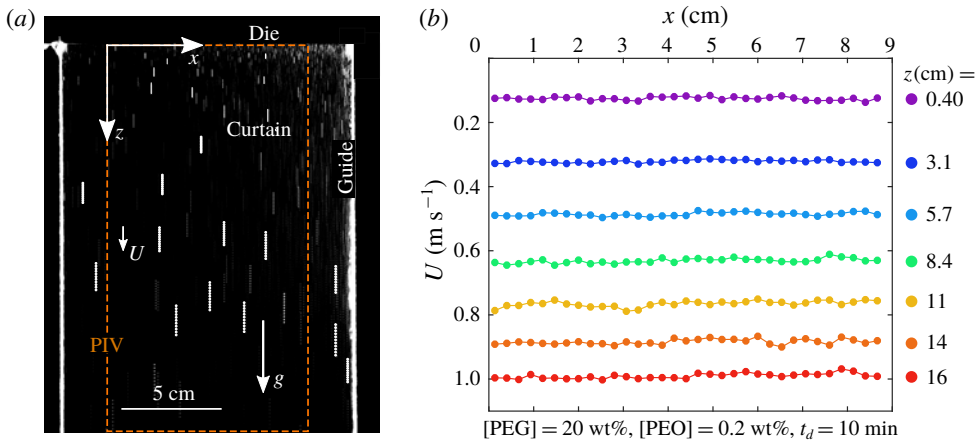 (a)
Die
x
z
Curtain
Guide
U
PIV
g
5 cm
(b)
x (cm)
0 1 2 3 4 5 6 7 8 9
z(cm) =
0.2
0.4
0.6
0.8
1.0
U (m s⁻¹)
0.40
3.1
5.7
8.4
11
14
16
[PEG] = 20 wt%, [PEO] = 0.2 wt%, t_d = 10 min